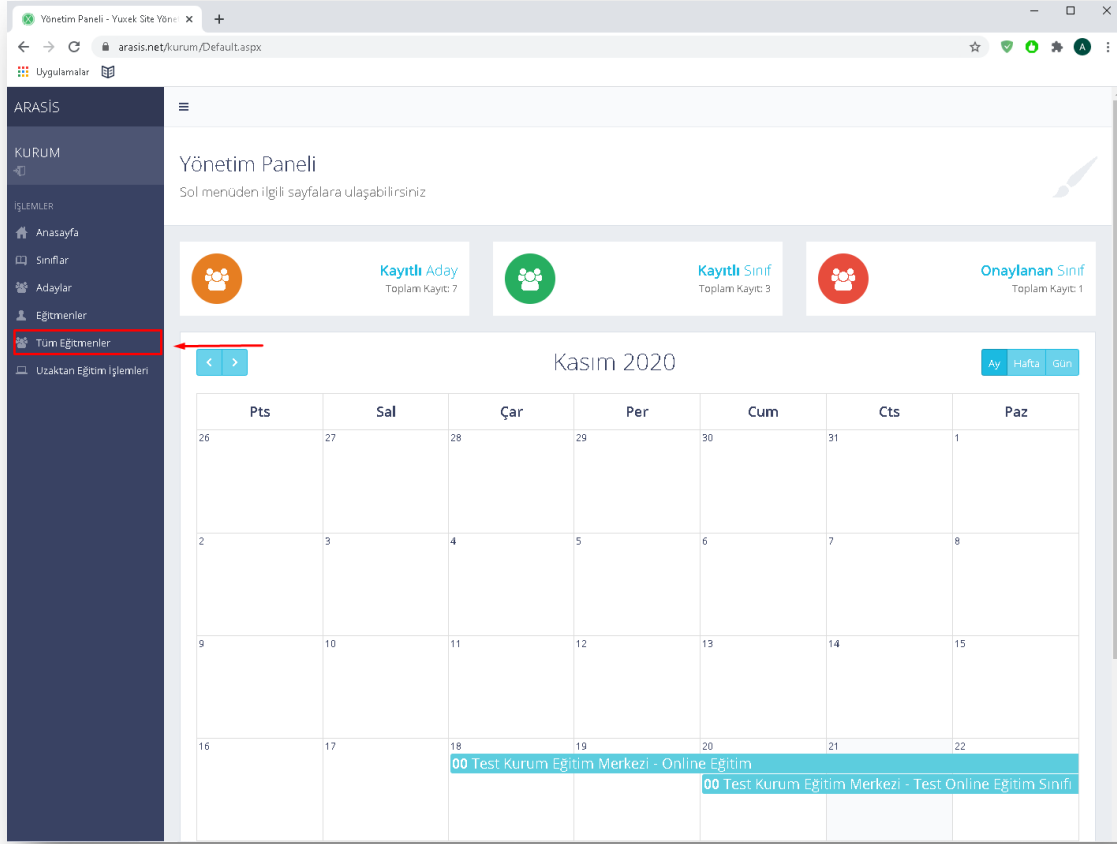 Yönetim Paneli - Yuxek Site Yönet
arasis.net/kurum/Default.aspx
A
Uygulamalar
ARASİS
KURUM
Yönetim Paneli
Sol menüden ilgili sayfalara ulaşabilirsiniz
İŞLEMLER
Anasayfa
Sınıflar
Adaylar
Eğitmenler
Tüm Eğitmenler
Uzaktan Eğitim İşlemleri
Kayıtlı Aday
Toplam Kayıt: 7
Kayıtlı Sınıf
Toplam Kayıt: 3
Onaylanan Sınıf
Toplam Kayıt: 1
Kasım 2020
Ay Hafta Gün
Pts Sal Çar Per Cum Cts Paz
26 27 28 29 30 31 1
2 3 4 5 6 7 8
9 10 11 12 13 14 15
16 17 18 19 20 21 22
00 Test Kurum Eğitim Merkezi - Online Eğitim
00 Test Kurum Eğitim Merkezi - Test Online Eğitim Sınıfı